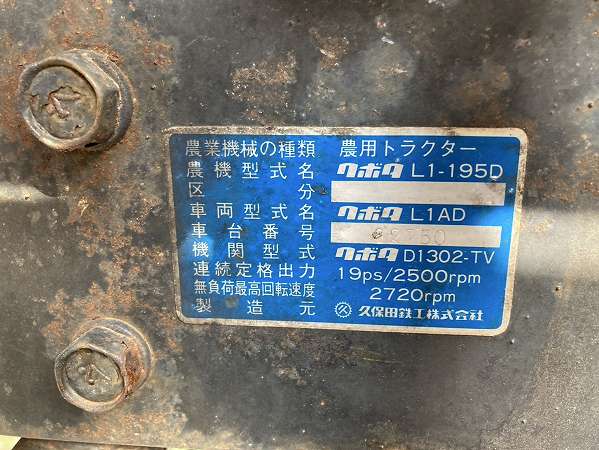 農業機械の種類 農用トラクター
農機型式名 クボタ L1-195D
区分
車両型式名 クボタ L1AD
車台番号
機関型式 クボタ D1302-TV
連続定格出力 19ps/2500rpm
無負荷最高回転速度 2720rpm
製造元 久保田鉄工株式会社